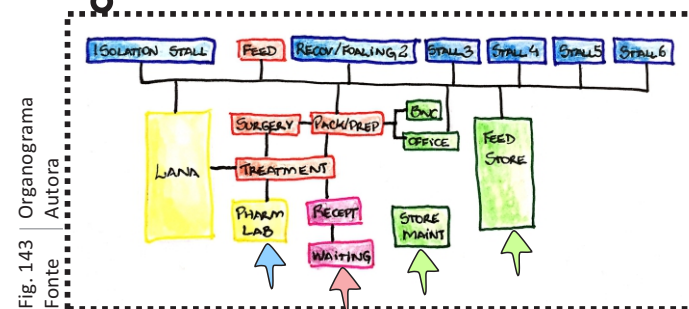 ISOLATION STALL
FEED
RECOV/FOALING 2
STALL 3
STALL 4
STALL 5
STALL 6
LANA
SURGERY
PACK/PREP
BNC
OFFICE
FEED
STORE
TREATMENT
PHARM
LAB
RECEPT
STORE
MAINT
WAITING
Fig. 143 | Organograma
Fonte | Autora